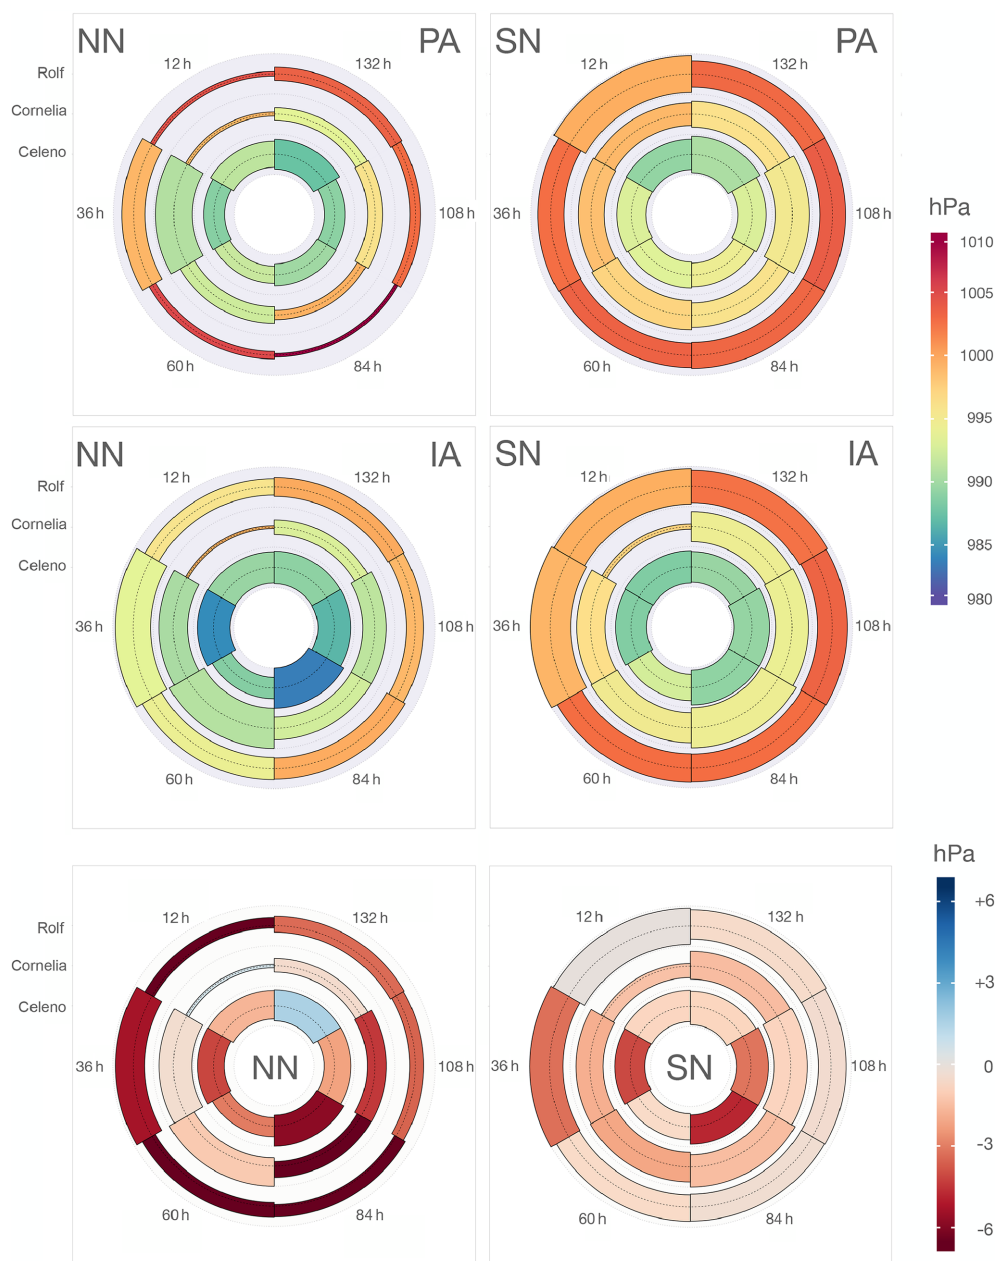 NN PA
12 h 132 h
Rolf
Cornelia
Celeno
36 h 108 h
60 h 84 h
SN PA
12 h 132 h
36 h 108 h
60 h 84 h
hPa
1010
1005
1000
995
990
985
980
NN IA
12 h 132 h
Rolf
Cornelia
Celeno
36 h 108 h
60 h 84 h
SN IA
12 h 132 h
36 h 108 h
60 h 84 h
12 h 132 h
Rolf
Cornelia
Celeno
36 h NN 108 h
60 h 84 h
12 h 132 h
36 h SN 108 h
60 h 84 h
hPa
+6
+3
0
-3
-6